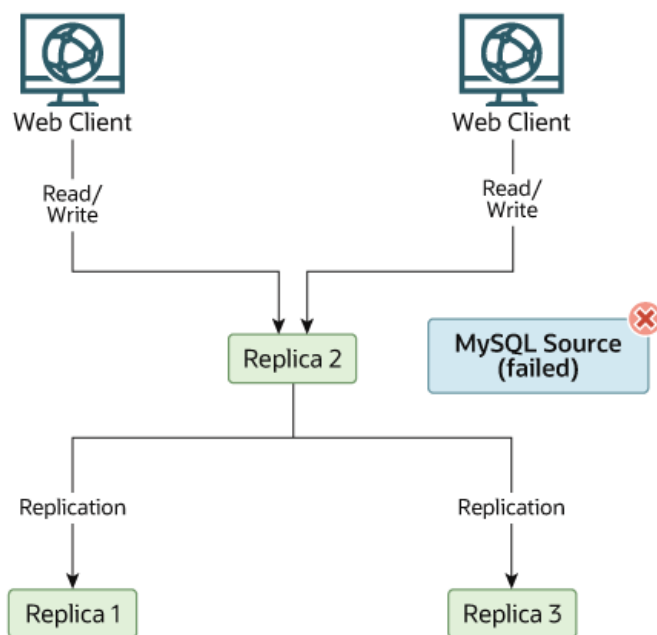 Web Client
Web Client
Read/
Write
Read/
Write
Replica 2
MySQL Source
(failed)
Replication
Replication
Replica 1
Replica 3